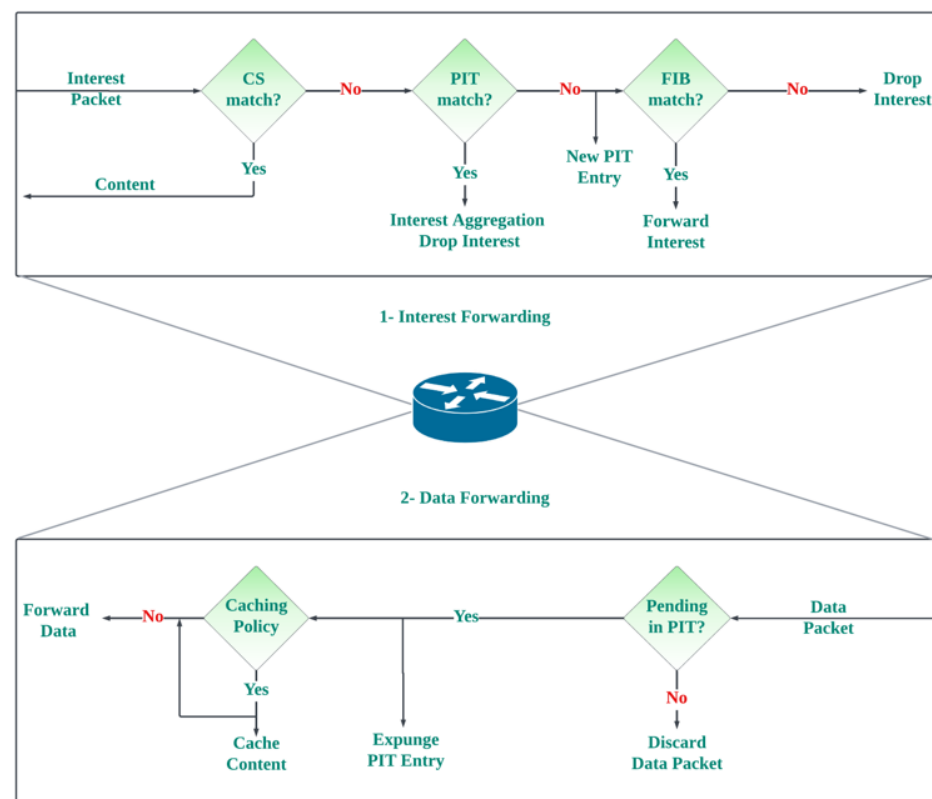 Interest
Packet
CS
match?
No
PIT
match?
No
FIB
match?
No
Drop
Interest
Yes
Content
Yes
Interest Aggregation
Drop Interest
New PIT
Entry
Yes
Forward
Interest
1- Interest Forwarding
2- Data Forwarding
Forward
Data
No
Caching
Policy
Yes
Pending
in PIT?
Data
Packet
Yes
Cache
Content
Expunge
PIT Entry
No
Discard
Data Packet